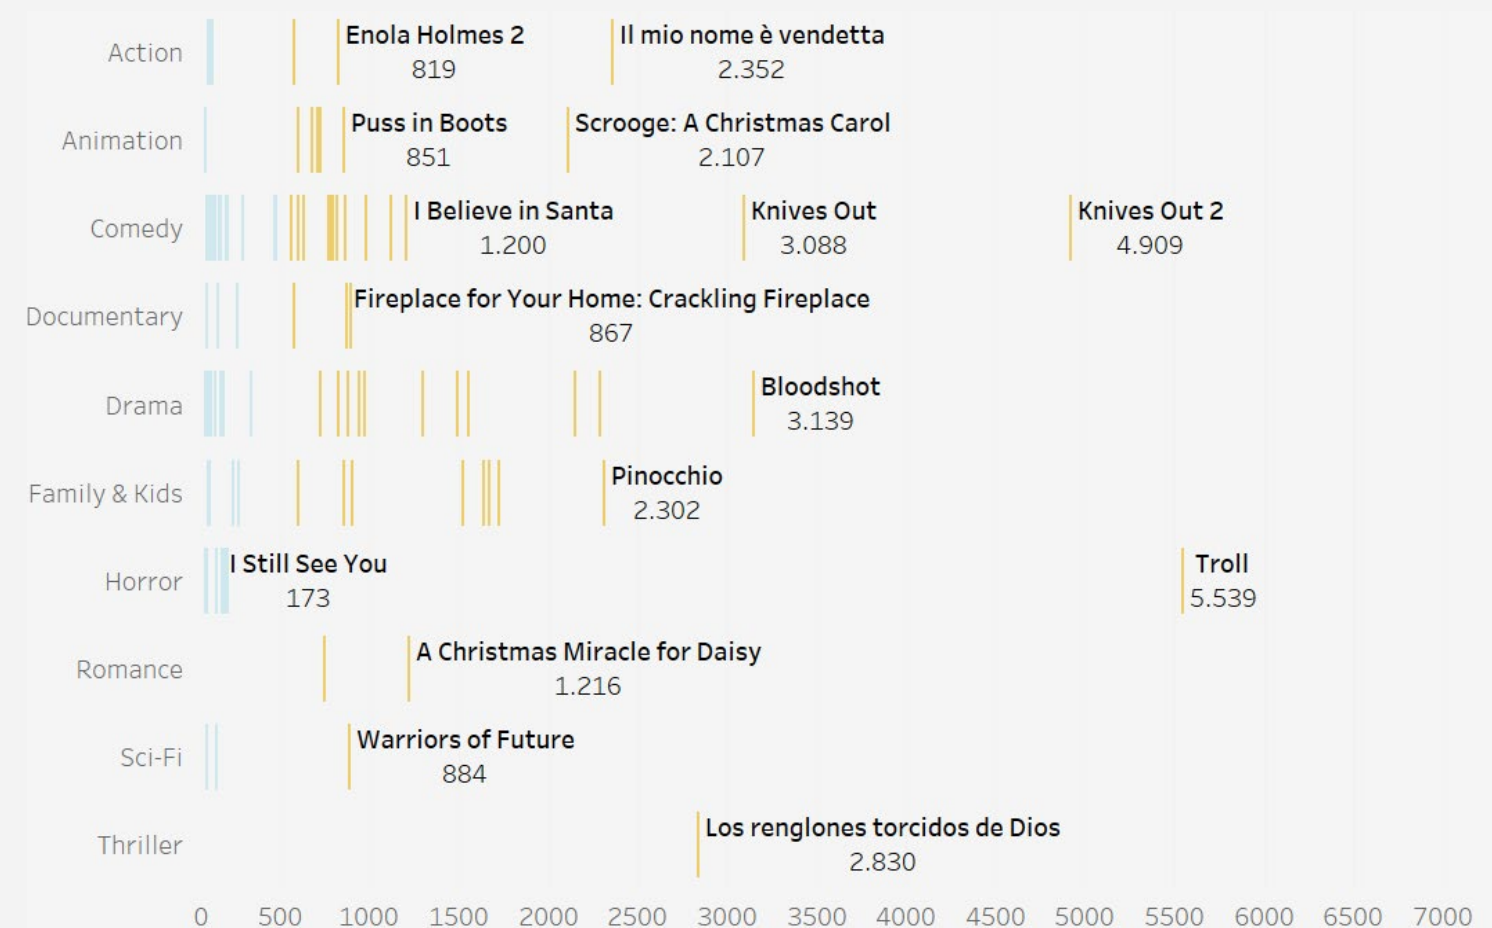 Action
Enola Holmes 2
819
Il mio nome è vendetta
2.352
Animation
Puss in Boots
851
Scrooge: A Christmas Carol
2.107
Comedy
I Believe in Santa
1.200
Knives Out
3.088
Knives Out 2
4.909
Documentary
Fireplace for Your Home: Crackling Fireplace
867
Drama
Bloodshot
3.139
Family & Kids
Pinocchio
2.302
Horror
I Still See You
173
Troll
5.539
Romance
A Christmas Miracle for Daisy
1.216
Sci-Fi
Warriors of Future
884
Thriller
Los renglones torcidos de Dios
2.830
0 500 1000 1500 2000 2500 3000 3500 4000 4500 5000 5500 6000 6500 7000